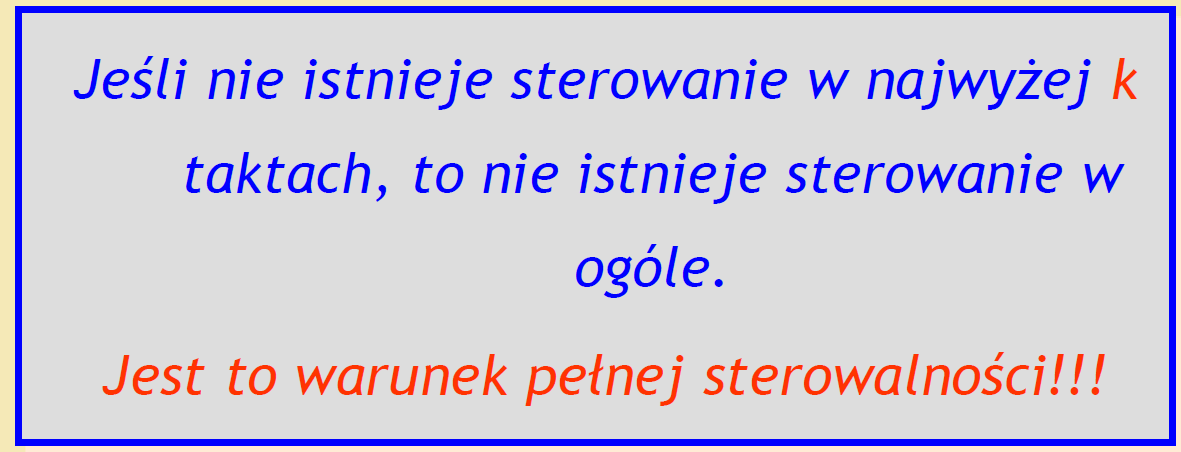 Jeśli nie istnieje sterowanie w najwyżej k
taktach, to nie istnieje sterowanie w
ogóle.
Jest to warunek pełnej sterowalności!!!